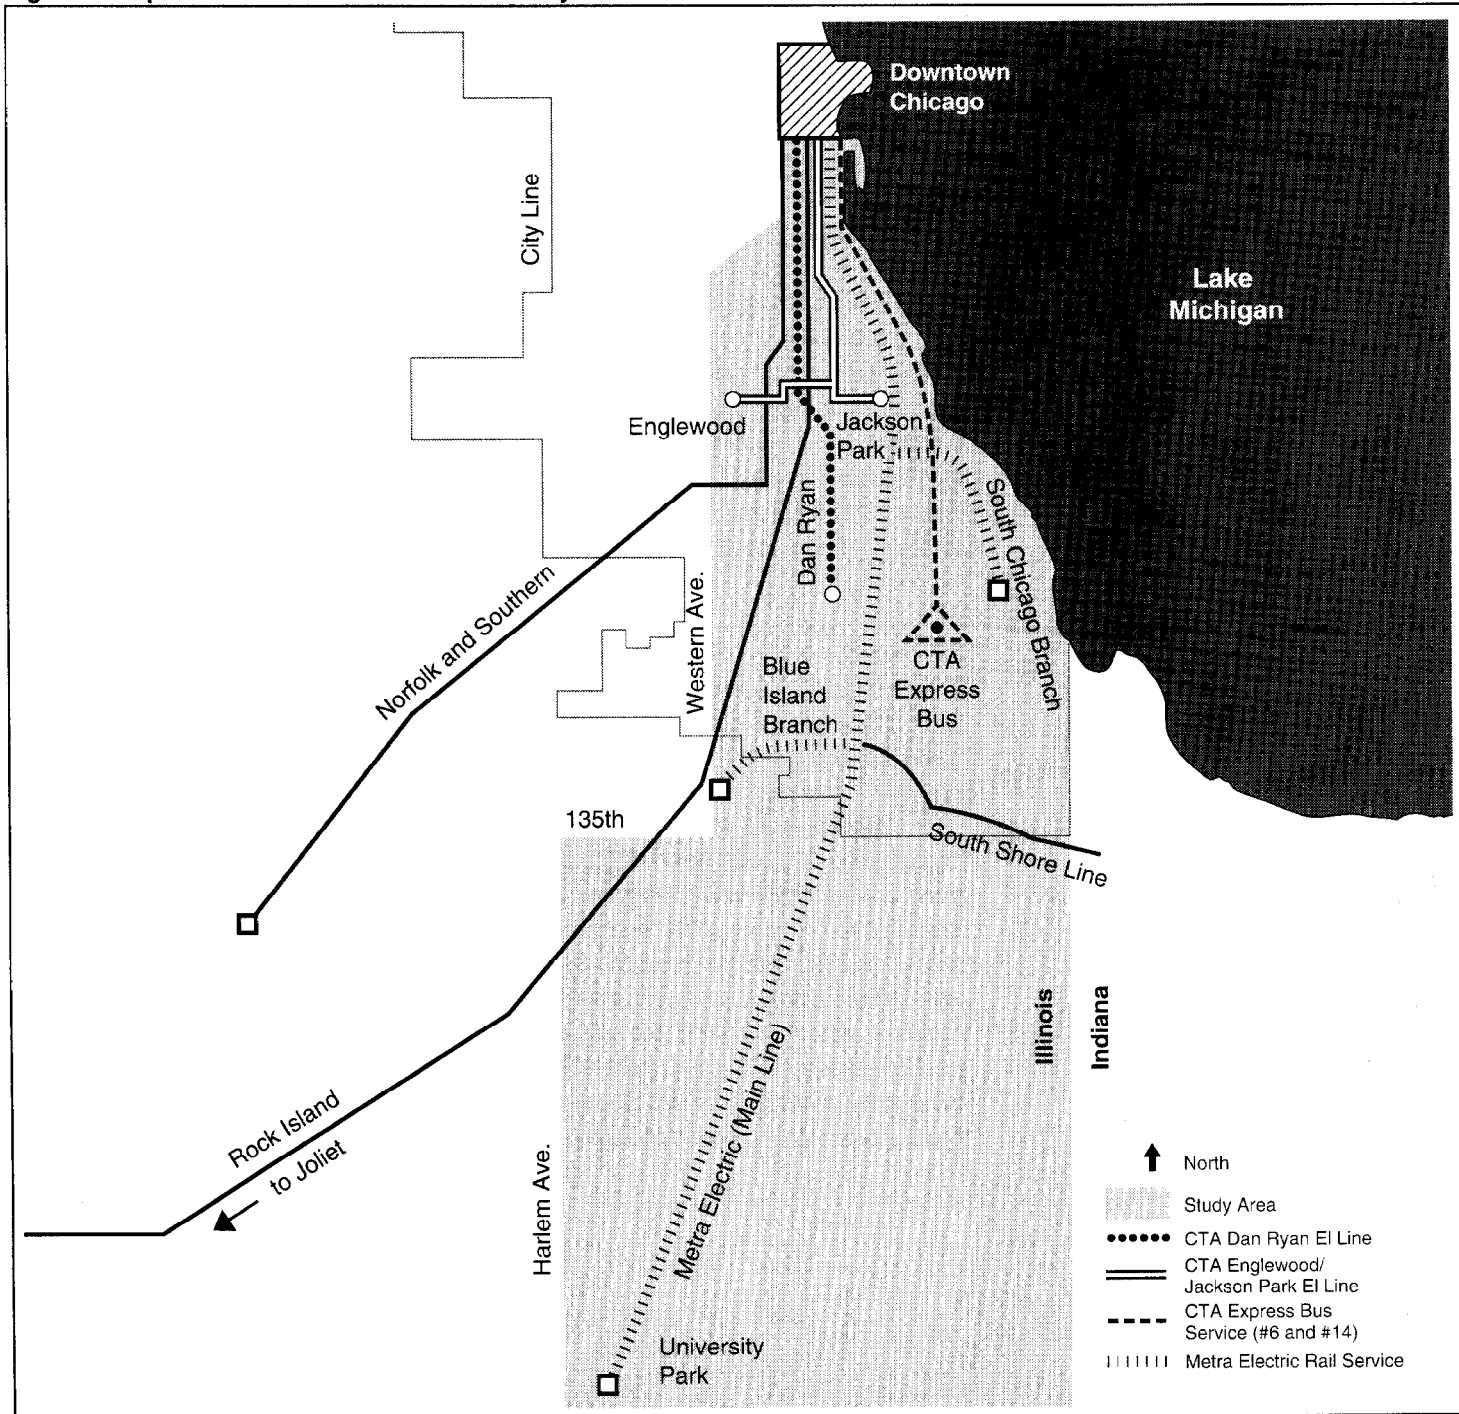 Downtown
Chicago
City Line
Lake
Michigan
Englewood
Jackson
Park
Dan Ryan
South Chicago Branch
Norfolk and Southern
Western Ave.
Blue
Island
Branch
CTA
Express
Bus
135th
South Shore Line
Illinois
Indiana
Metra Electric (Main Line)
Rock Island
to Joliet
Harlem Ave.
University
Park
North
Study Area
CTA Dan Ryan El Line
CTA Englewood/
Jackson Park El Line
CTA Express Bus
Service (#6 and #14)
Metra Electric Rail Service